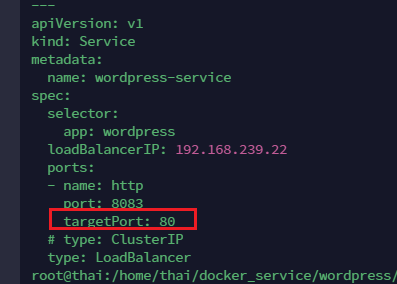 ---
apiVersion: v1
kind: Service
metadata:
  name: wordpress-service
spec:
  selector:
    app: wordpress
  loadBalancerIP: 192.168.239.22
  ports:
  - name: http
    port: 8083
    targetPort: 80
  # type: ClusterIP
  type: LoadBalancer
root@thai:/home/thai/docker_service/wordpress/